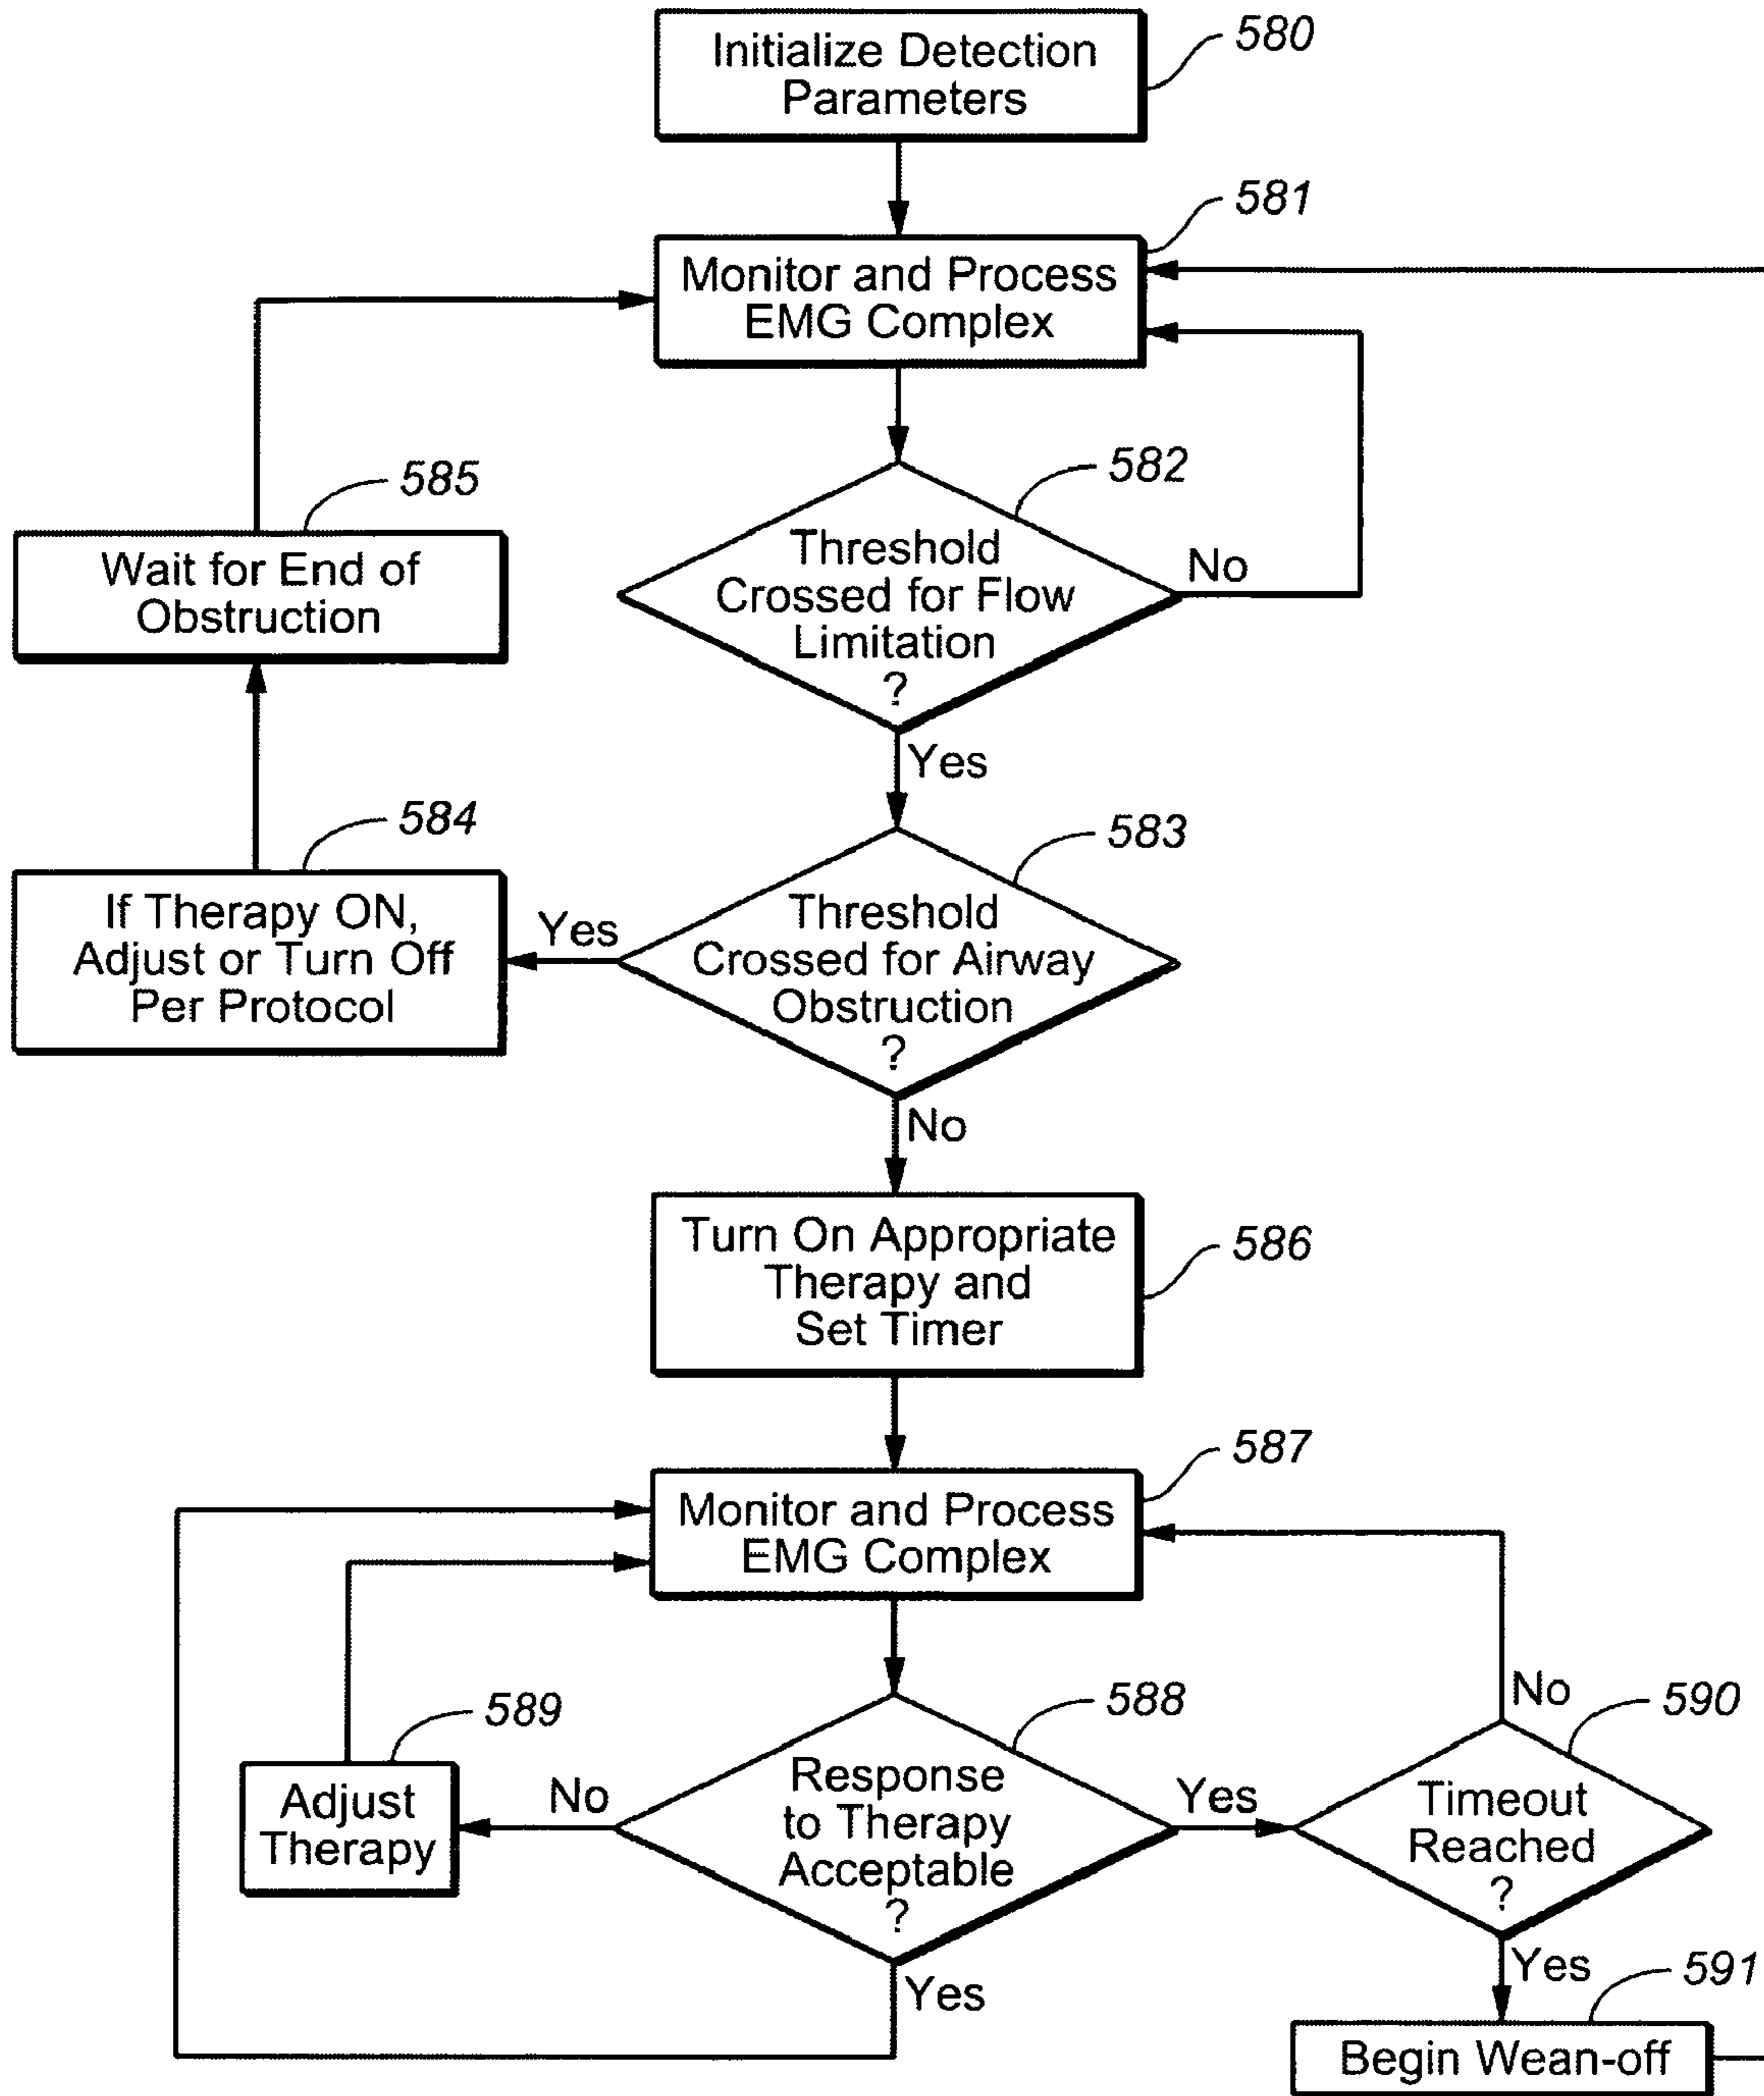 Initialize Detection
Parameters
580
581
Monitor and Process
EMG Complex
582
585
Threshold
Crossed for Flow
Limitation
?
No
Wait for End of
Obstruction
Yes
584
583
If Therapy ON,
Adjust or Turn Off
Per Protocol
Yes
Threshold
Crossed for Airway
Obstruction
?
No
Turn On Appropriate
Therapy and
Set Timer
586
587
Monitor and Process
EMG Complex
589
588
No
590
Adjust
Therapy
No
Response
to Therapy
Acceptable
?
Yes
Timeout
Reached
?
Yes
Yes
591
Begin Wean-off